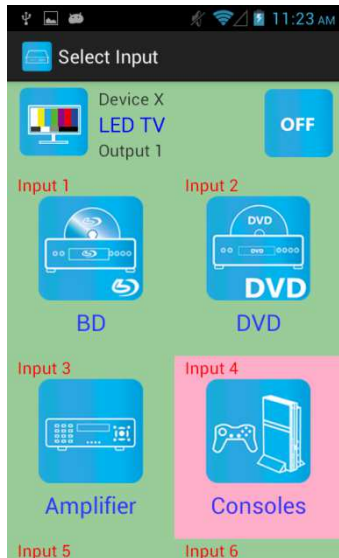 11:23 AM
Select Input
Device X
LED TV
Output 1
OFF
Input 1
Input 2
DVD
DVD
DVD
BD
DVD
Input 3
Input 4
Amplifier
Consoles
Input 5
Input 6